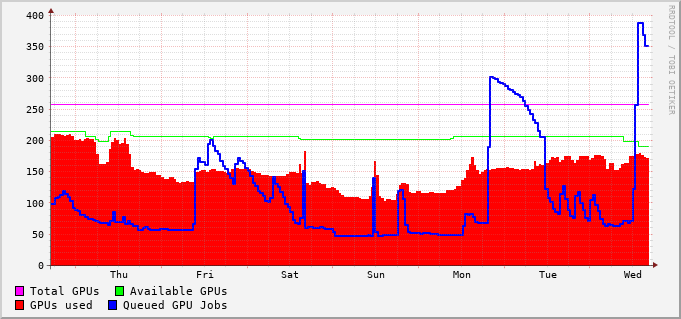 RRDTOOL / TOBI OETIKER
400
350
300
250
200
150
100
50
0
Thu Fri Sat Sun Mon Tue Wed
Total GPUs Available GPUs
GPUs used Queued GPU Jobs